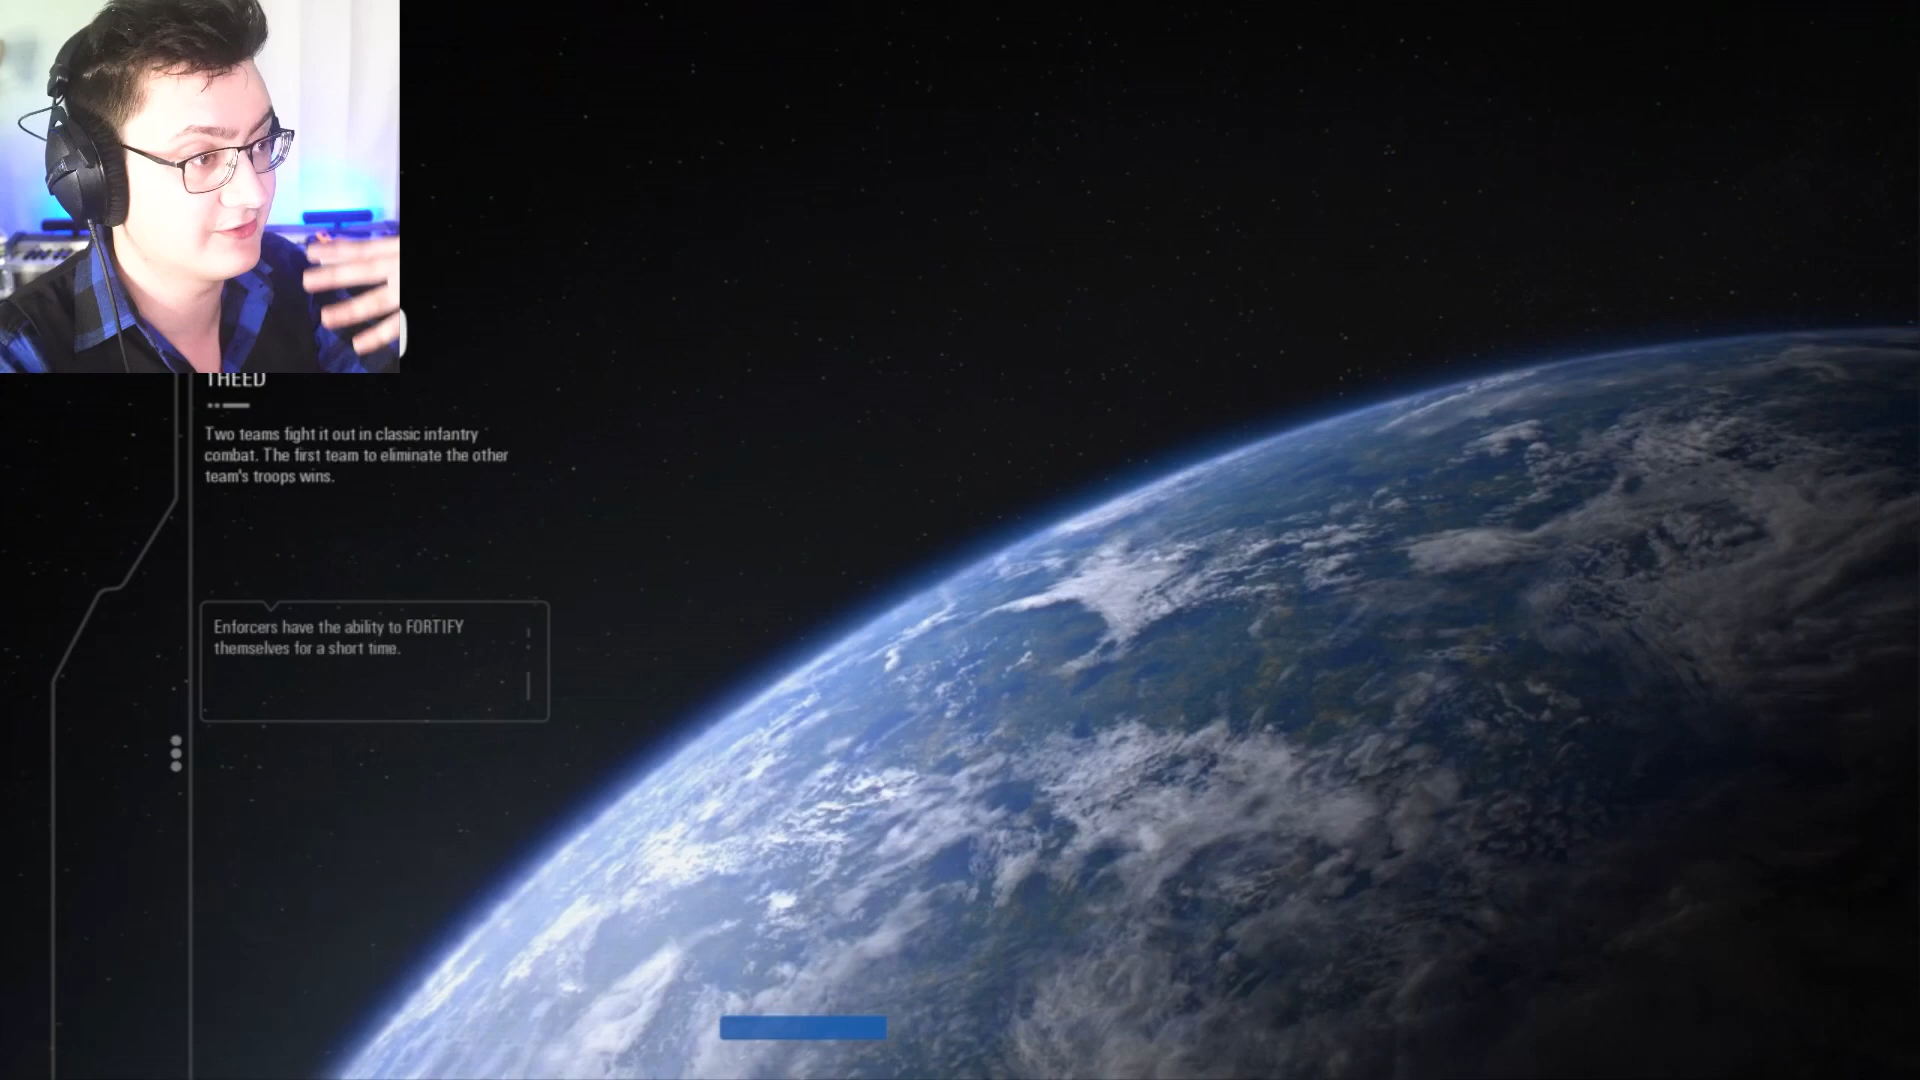 THEED
Two teams fight it out in classic infantry
combat. The first team to eliminate the other
team's troops wins.
Enforcers have the ability to FORTIFY
themselves for a short time.